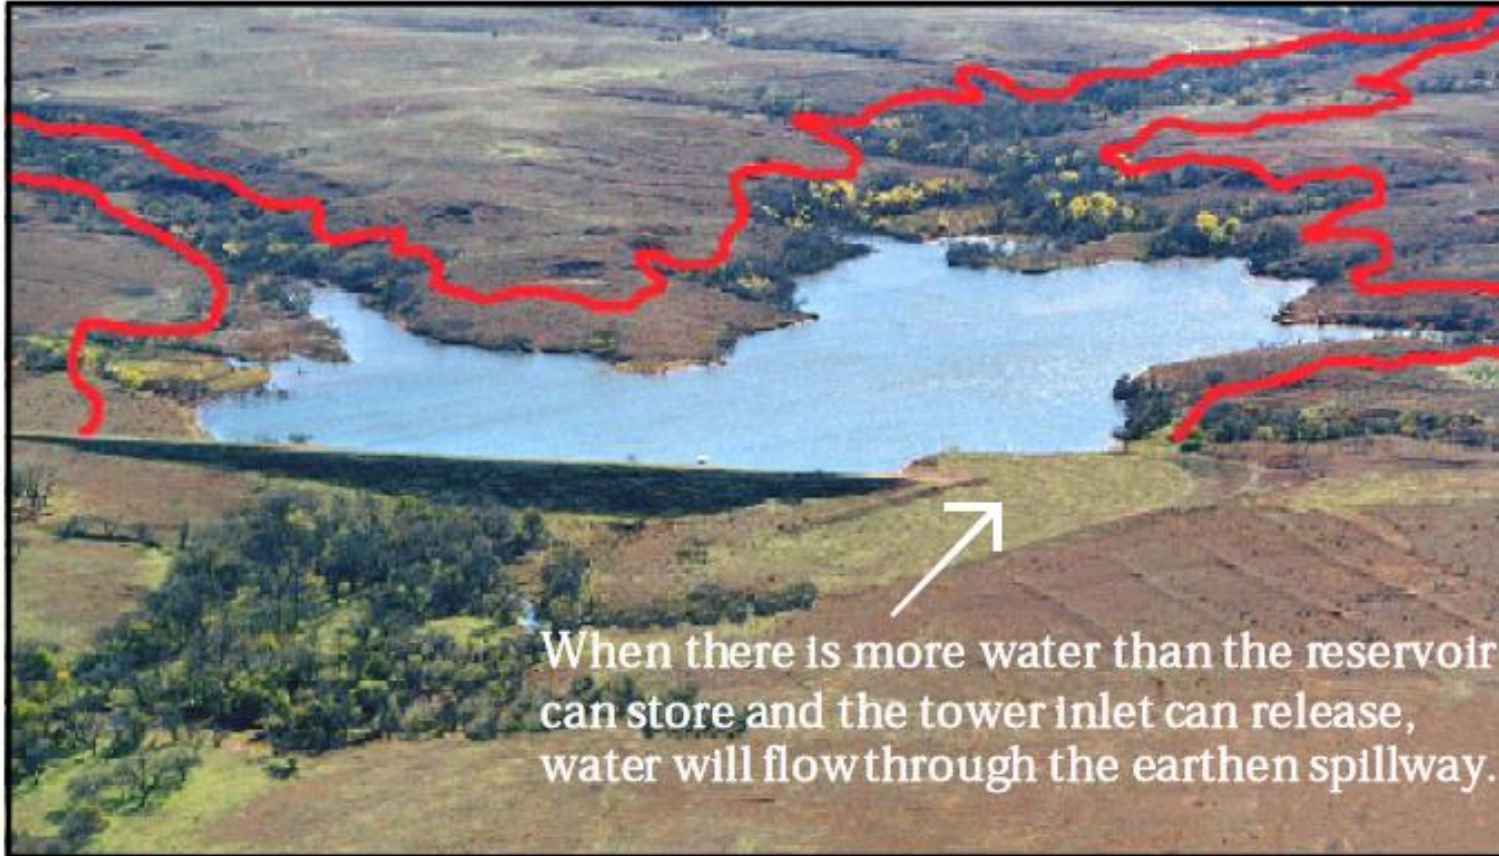 When there is more water than the reservoir
can store and the tower inlet can release,
water will flow through the earthen spillway.